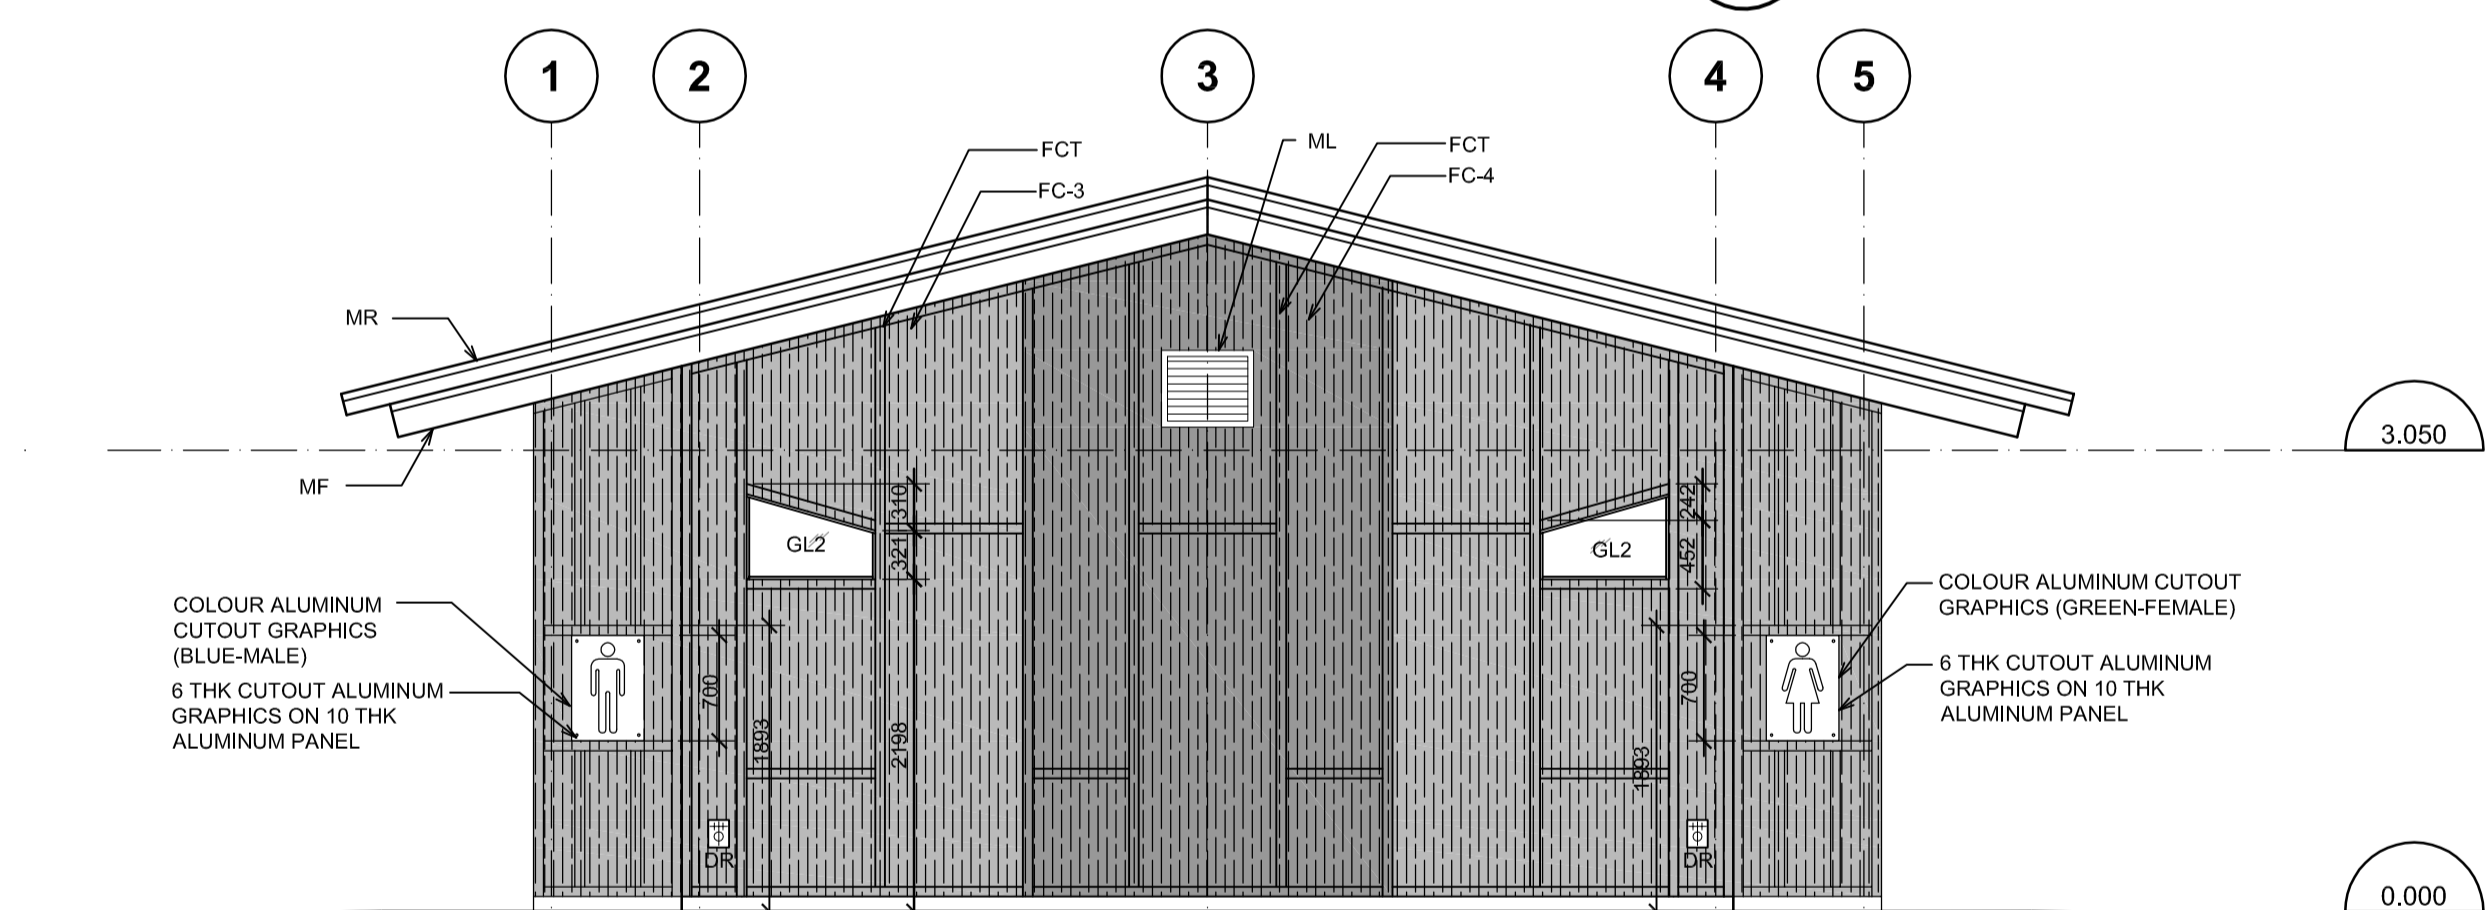 1
2
3
4
5
FCT
FC-3
ML
FCT
FC-4
MR
MF
3.050
310
321
GL2
GL2
242
452
COLOUR ALUMINUM
CUTOUT GRAPHICS
(BLUE-MALE)
6 THK CUTOUT ALUMINUM
GRAPHICS ON 10 THK
ALUMINUM PANEL
700
1893
2198
1893
700
COLOUR ALUMINUM CUTOUT
GRAPHICS (GREEN-FEMALE)
6 THK CUTOUT ALUMINUM
GRAPHICS ON 10 THK
ALUMINUM PANEL
DR
DR
0.000